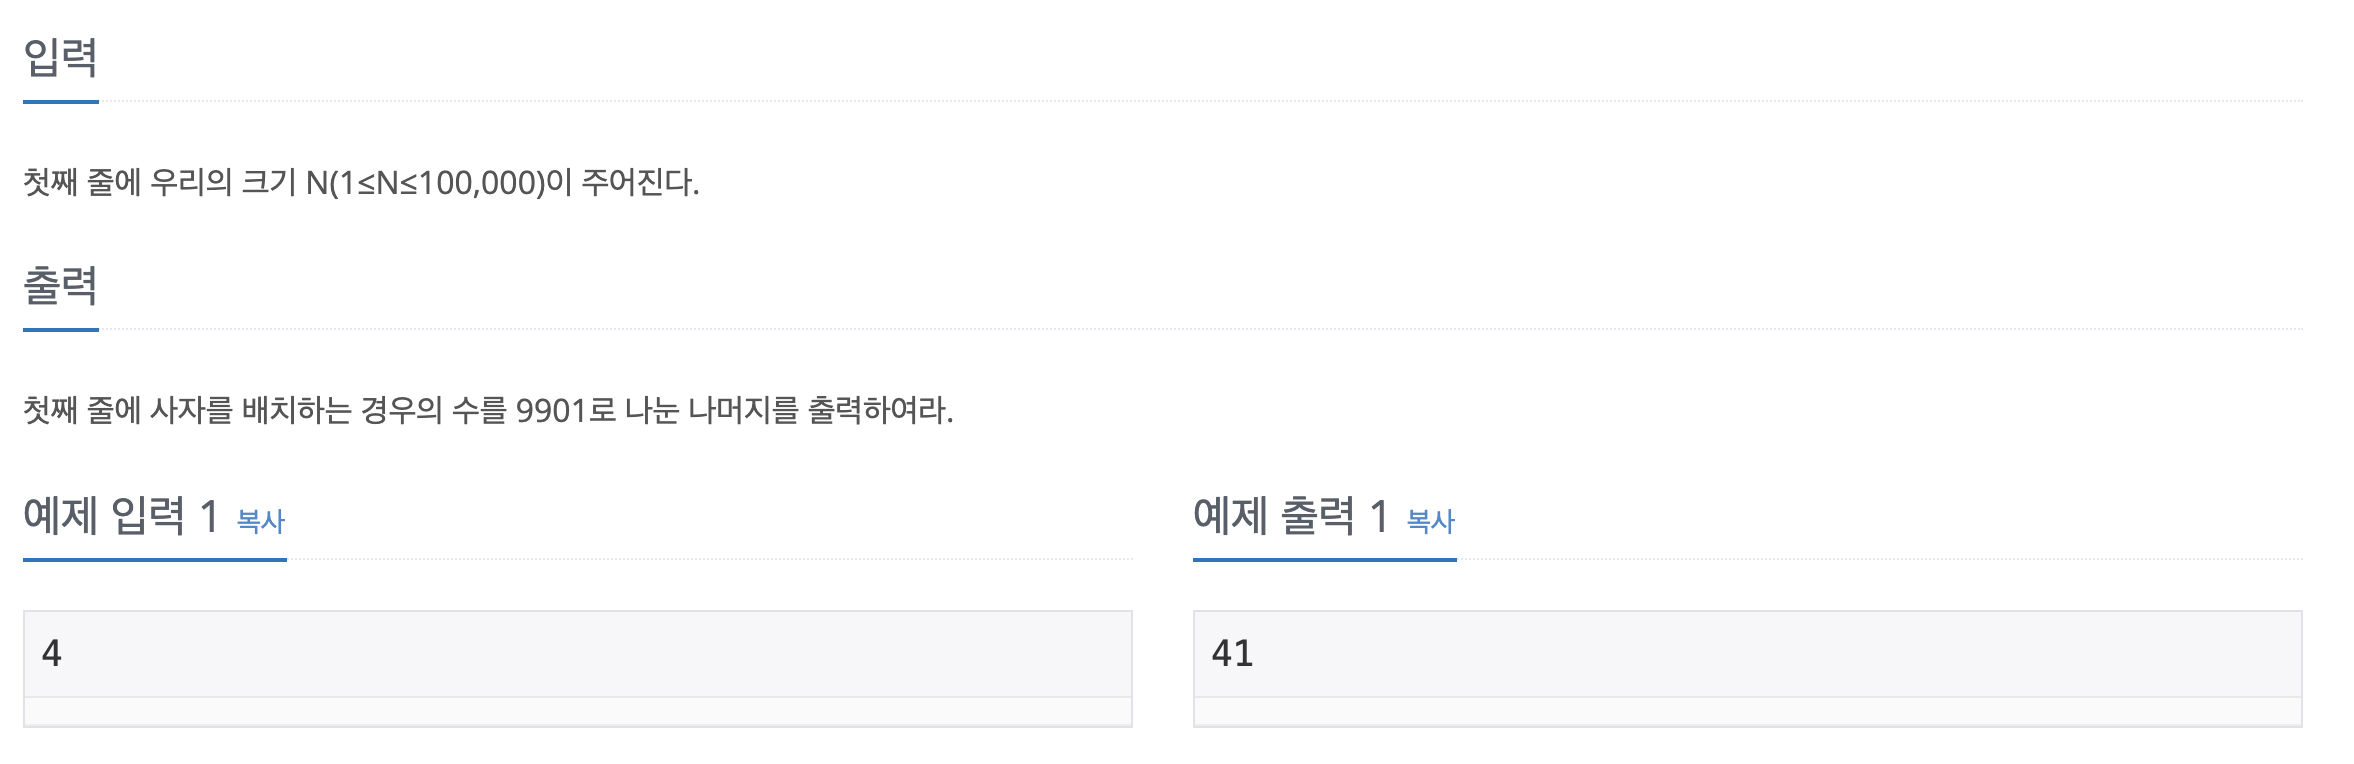 입력
첫째 줄에 우리의 크기 N(1≤N≤100,000)이 주어진다.
출력
첫째 줄에 사자를 배치하는 경우의 수를 9901로 나눈 나머지를 출력하여라.
예제 입력 1 복사
4
예제 출력 1 복사
41